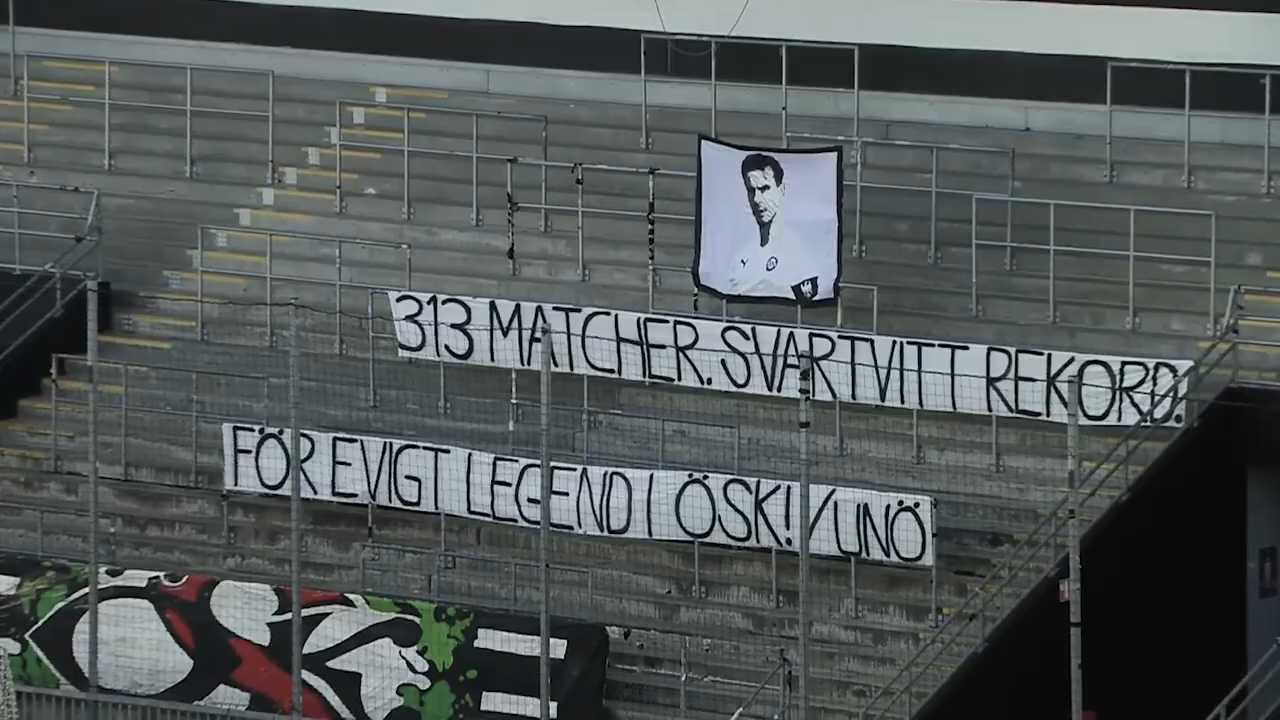 313 MATCHER. SVARTVITT REKORD.
FÖR EVIGT LEGEND I ÖSK! /UNÖ